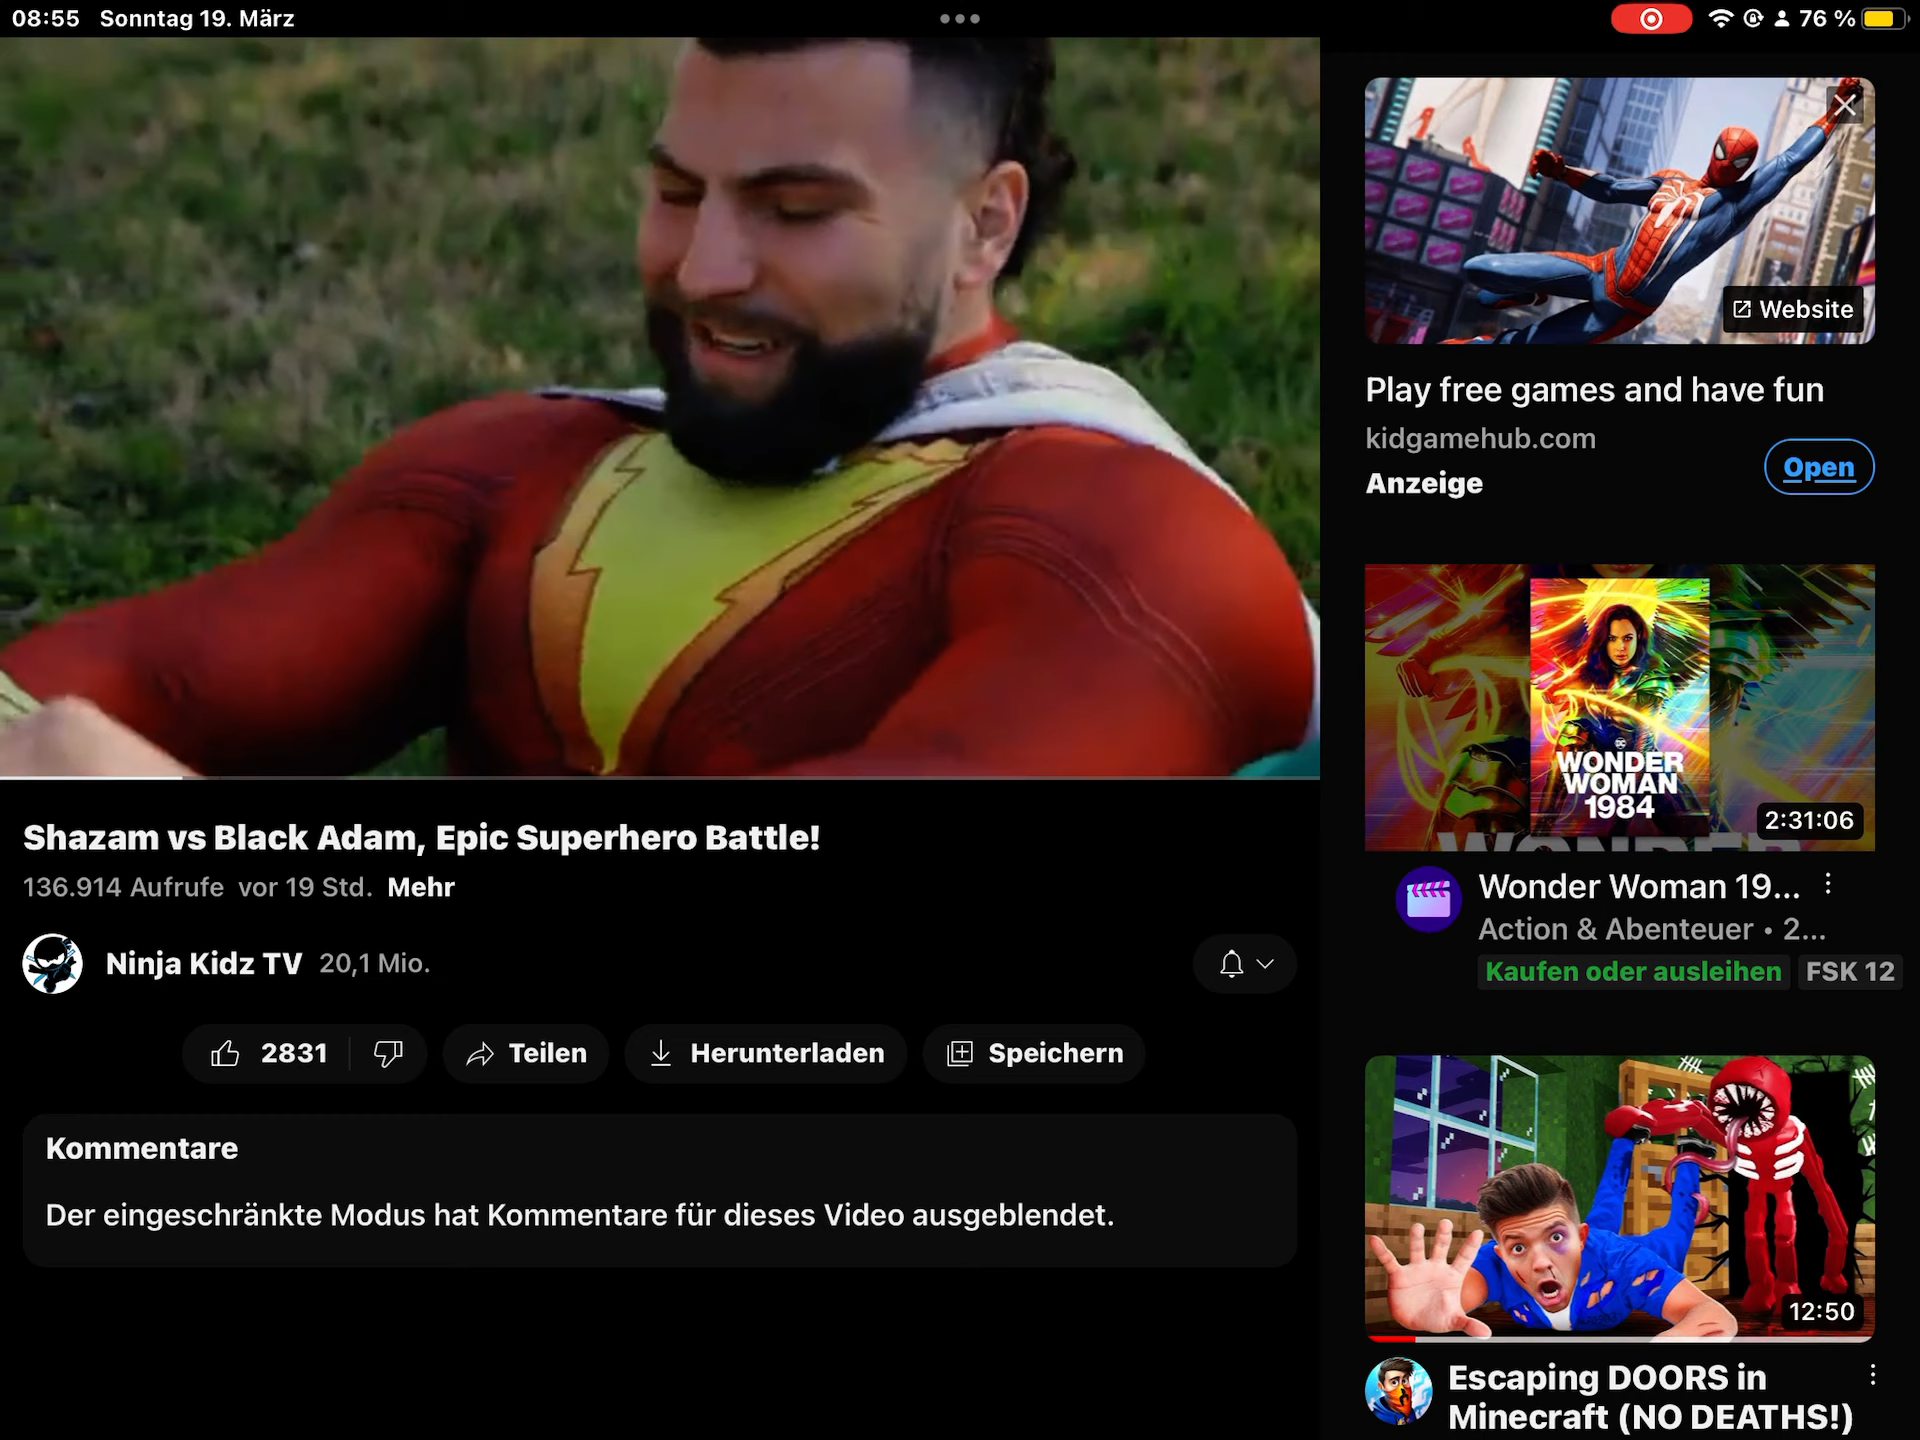 08:55 Sonntag 19. März
76 %
Website
Play free games and have fun
kidgamehub.com
Anzeige
Open
WONDER
WOMAN
1984
2:31:06
Wonder Woman 19...
Action & Abenteuer • 2...
Kaufen oder ausleihen FSK 12
12:50
Escaping DOORS in
Minecraft (NO DEATHS!)
Shazam vs Black Adam, Epic Superhero Battle!
136.914 Aufrufe vor 19 Std. Mehr
Ninja Kidz TV 20,1 Mio.
2831 Teilen Herunterladen Speichern
Kommentare
Der eingeschränkte Modus hat Kommentare für dieses Video ausgeblendet.